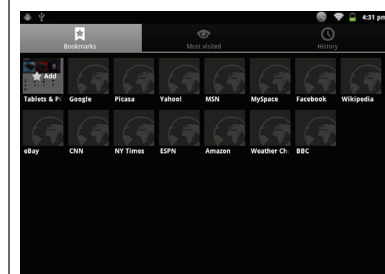 4:31 pm
Bookmarks Most visited History
Add
Tablets & PC Google Picasa Yahoo! MSN MySpace Facebook Wikipedia
eBay CNN NY Times ESPN Amazon Weather Ch BBC